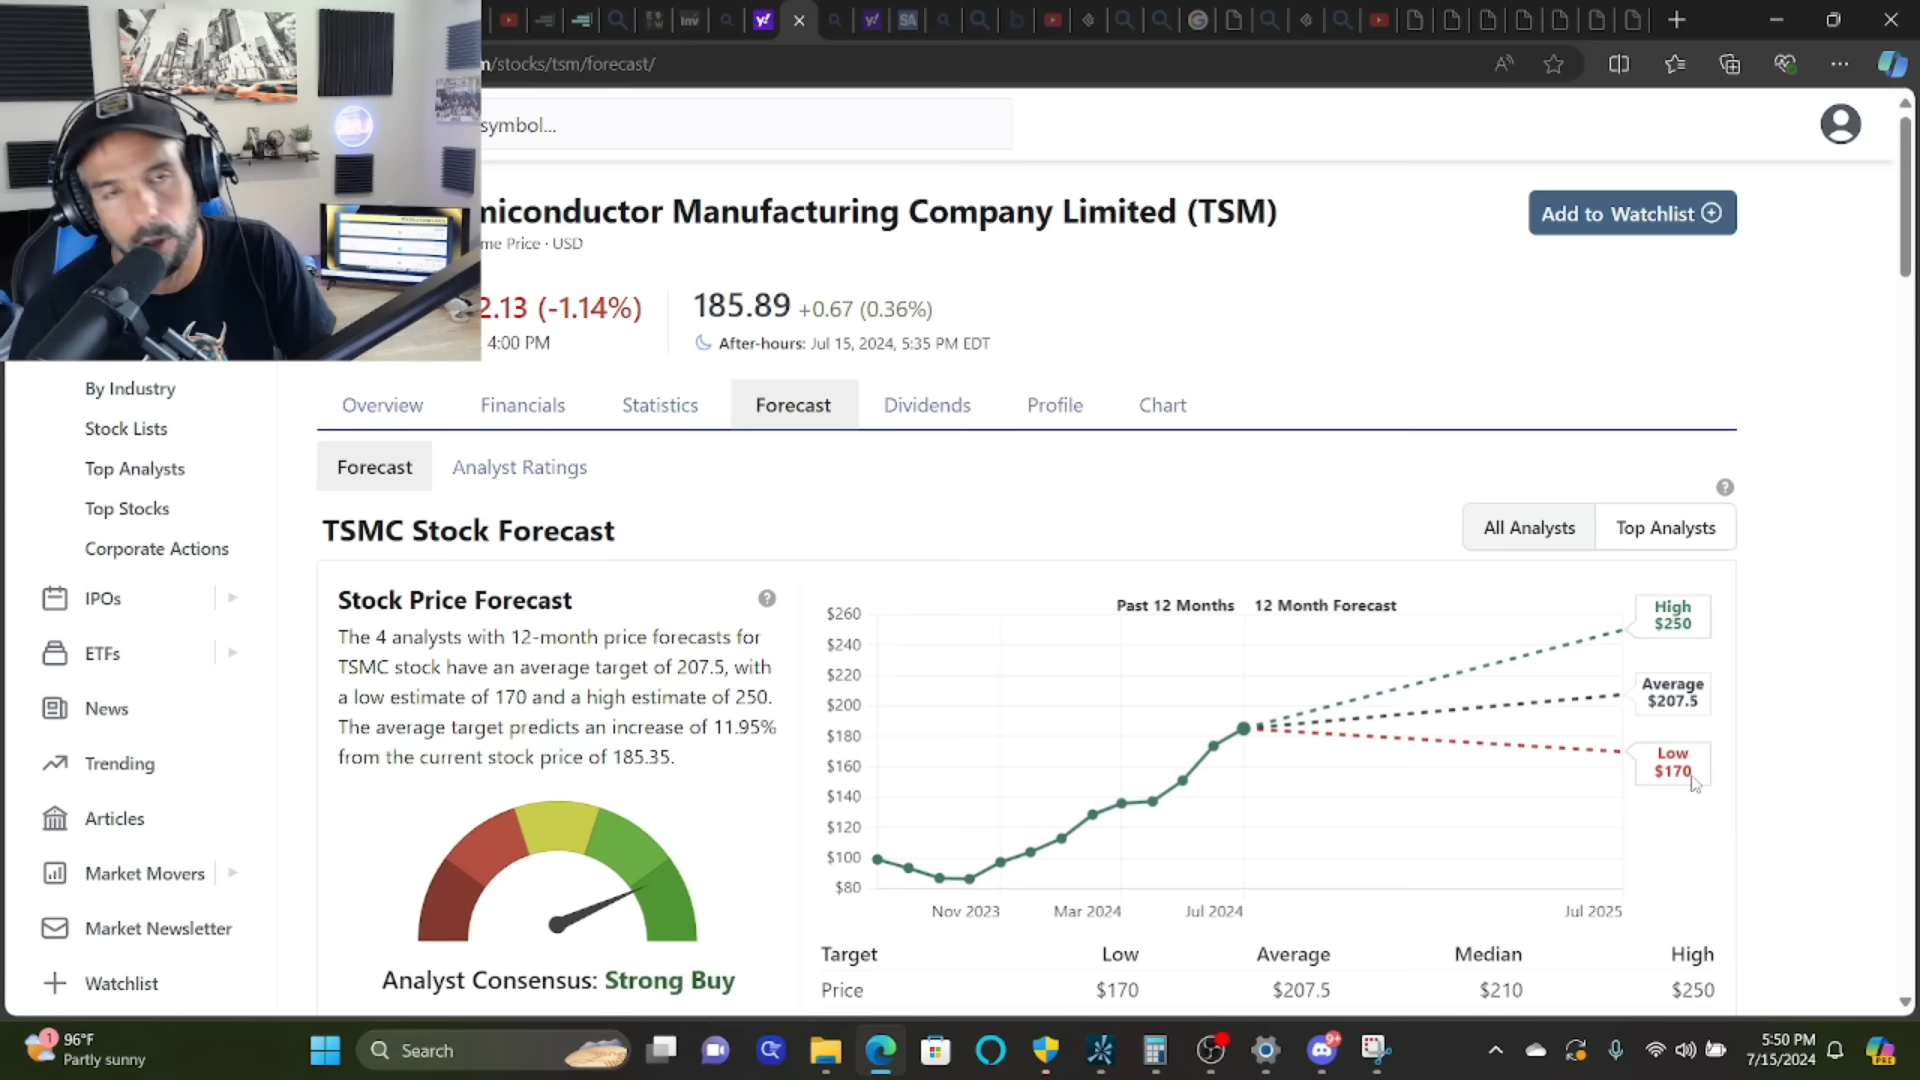 y!
inv
y!
SA
m/stocks/tsm/forecast/
symbol...
miconductor Manufacturing Company Limited (TSM)
Add to Watchlist
me Price · USD
2.13 (-1.14%)
185.89 +0.67 (0.36%)
4:00 PM
After-hours: Jul 15, 2024, 5:35 PM EDT
By Industry
Stock Lists
Top Analysts
Top Stocks
Corporate Actions
IPOs
ETFs
News
Trending
Articles
Market Movers
Market Newsletter
Watchlist
Overview
Financials
Statistics
Forecast
Dividends
Profile
Chart
Forecast
Analyst Ratings
TSMC Stock Forecast
All Analysts
Top Analysts
Stock Price Forecast
The 4 analysts with 12-month price forecasts for
TSMC stock have an average target of 207.5, with
a low estimate of 170 and a high estimate of 250.
The average target predicts an increase of 11.95%
from the current stock price of 185.35.
Analyst Consensus: Strong Buy
Past 12 Months
12 Month Forecast
$260
$240
$220
$200
$180
$160
$140
$120
$100
$80
High
$250
Average
$207.5
Low
$170
Nov 2023
Mar 2024
Jul 2024
Jul 2025
Target Low Average Median High
Price $170 $207.5 $210 $250
1
96°F
Partly sunny
Search
9+
5:50 PM
7/15/2024
PRE